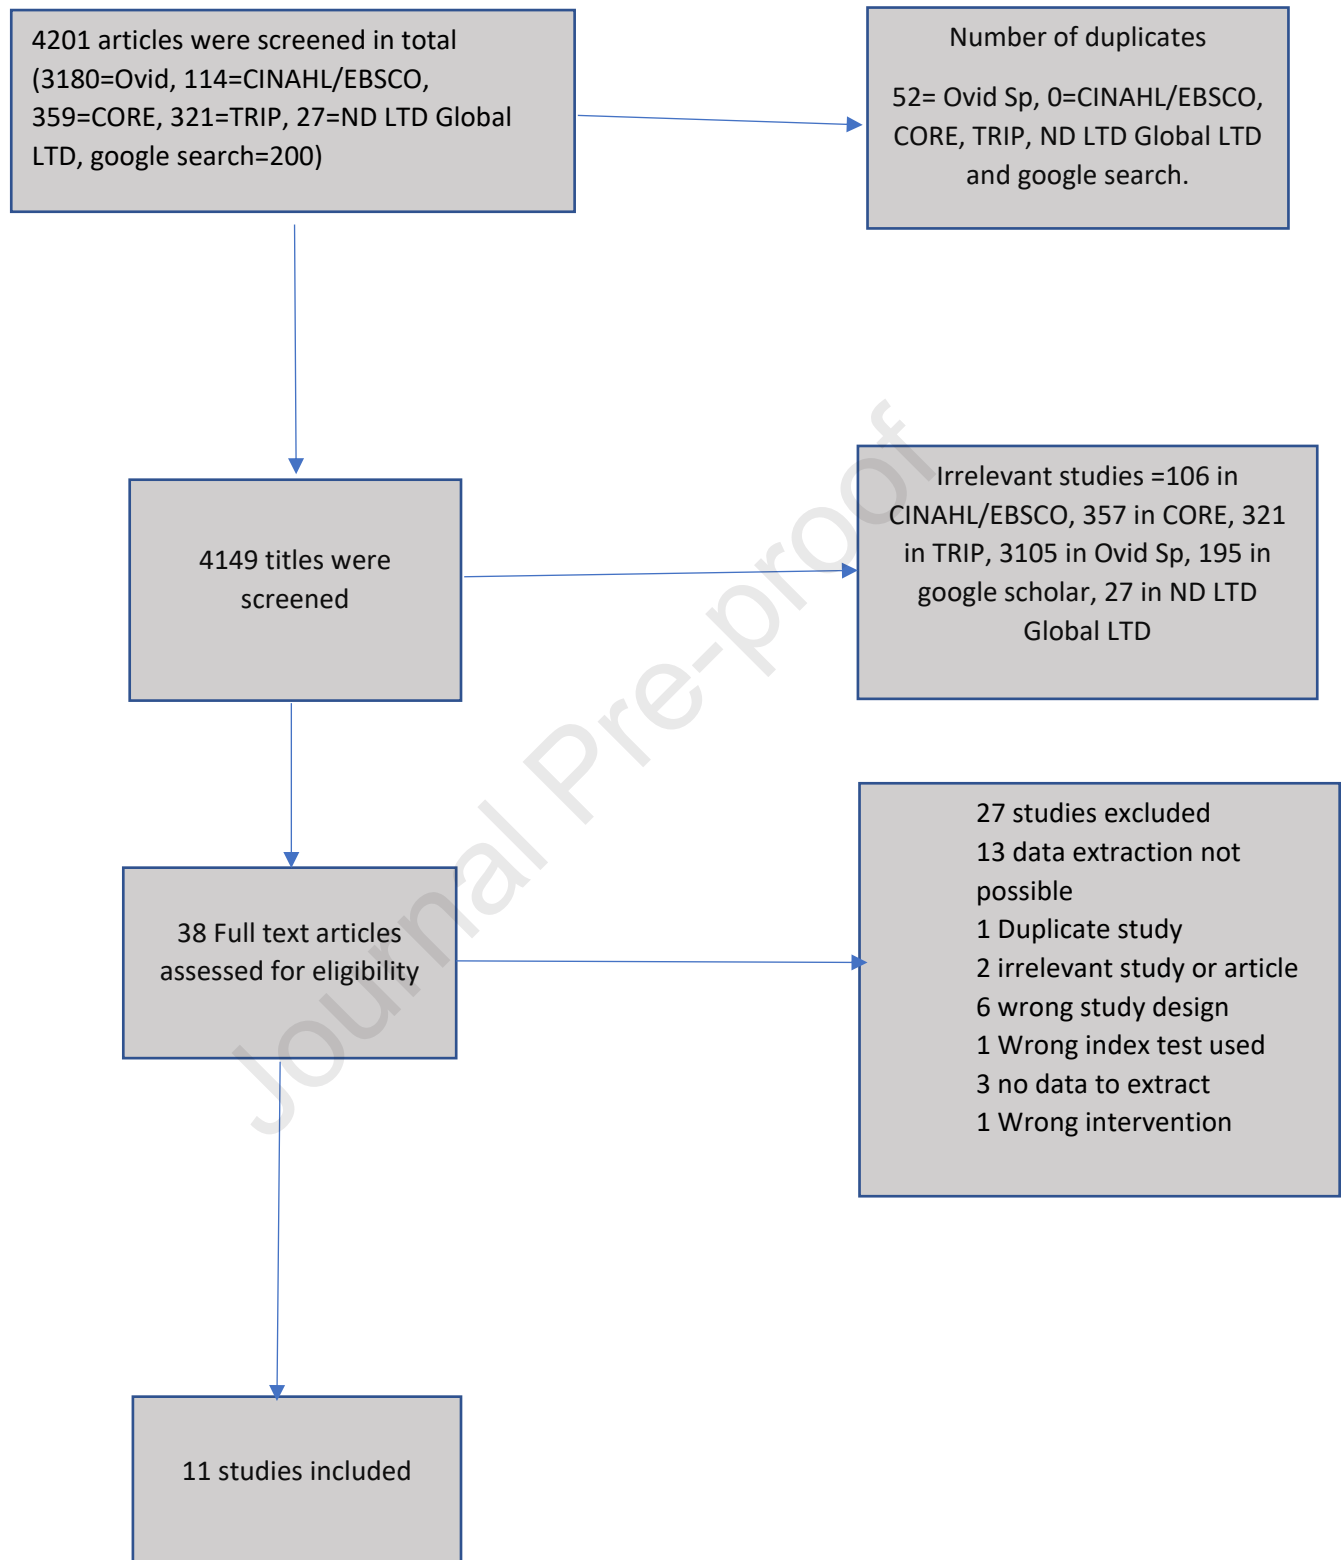 4201 articles were screened in total
(3180=Ovid, 114=CINAHL/EBSCO,
359=CORE, 321=TRIP, 27=ND LTD Global
LTD, google search=200)
Number of duplicates
52= Ovid Sp, 0=CINAHL/EBSCO,
CORE, TRIP, ND LTD Global LTD
and google search.
4149 titles were
screened
Irrelevant studies =106 in
CINAHL/EBSCO, 357 in CORE, 321
in TRIP, 3105 in Ovid Sp, 195 in
google scholar, 27 in ND LTD
Global LTD
38 Full text articles
assessed for eligibility
27 studies excluded
13 data extraction not
possible
1 Duplicate study
2 irrelevant study or article
6 wrong study design
1 Wrong index test used
3 no data to extract
1 Wrong intervention
11 studies included
Journal Pre-proof